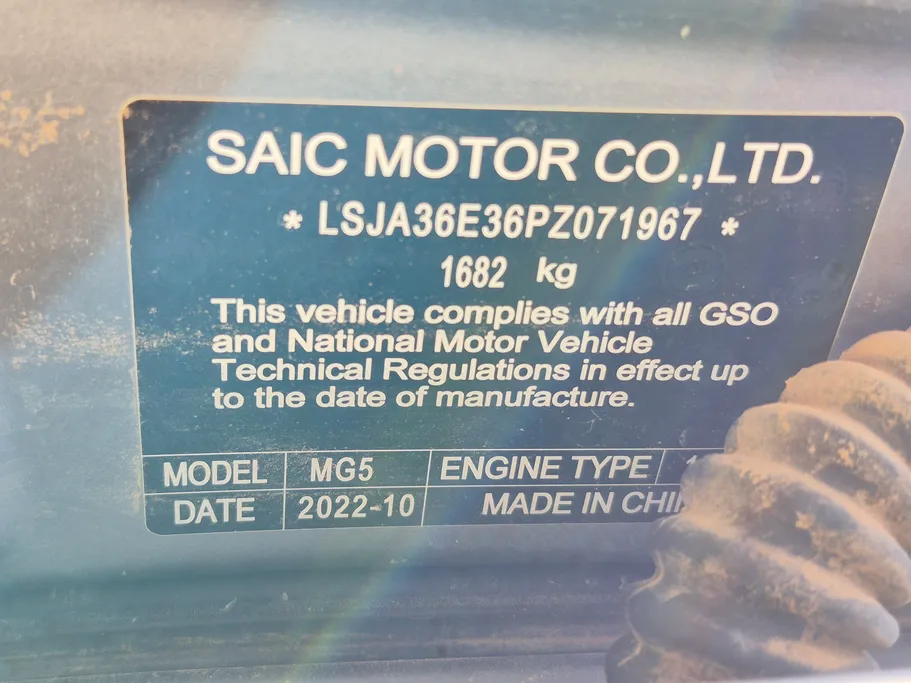 SAIC MOTOR CO.,LTD.
* LSJA36E36PZ071967 *
1682 kg
This vehicle complies with all GSO
and National Motor Vehicle
Technical Regulations in effect up
to the date of manufacture.
MODEL MG5 ENGINE TYPE
DATE 2022-10 MADE IN